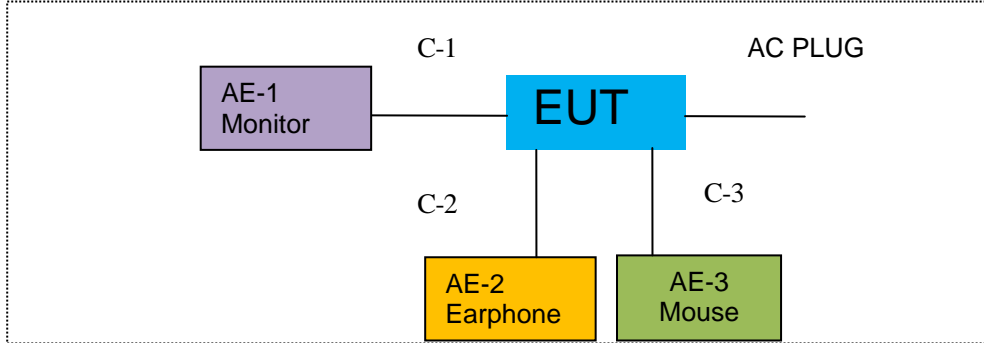 C-1
AC PLUG
AE-1
Monitor
EUT
C-2
C-3
AE-2
Earphone
AE-3
Mouse